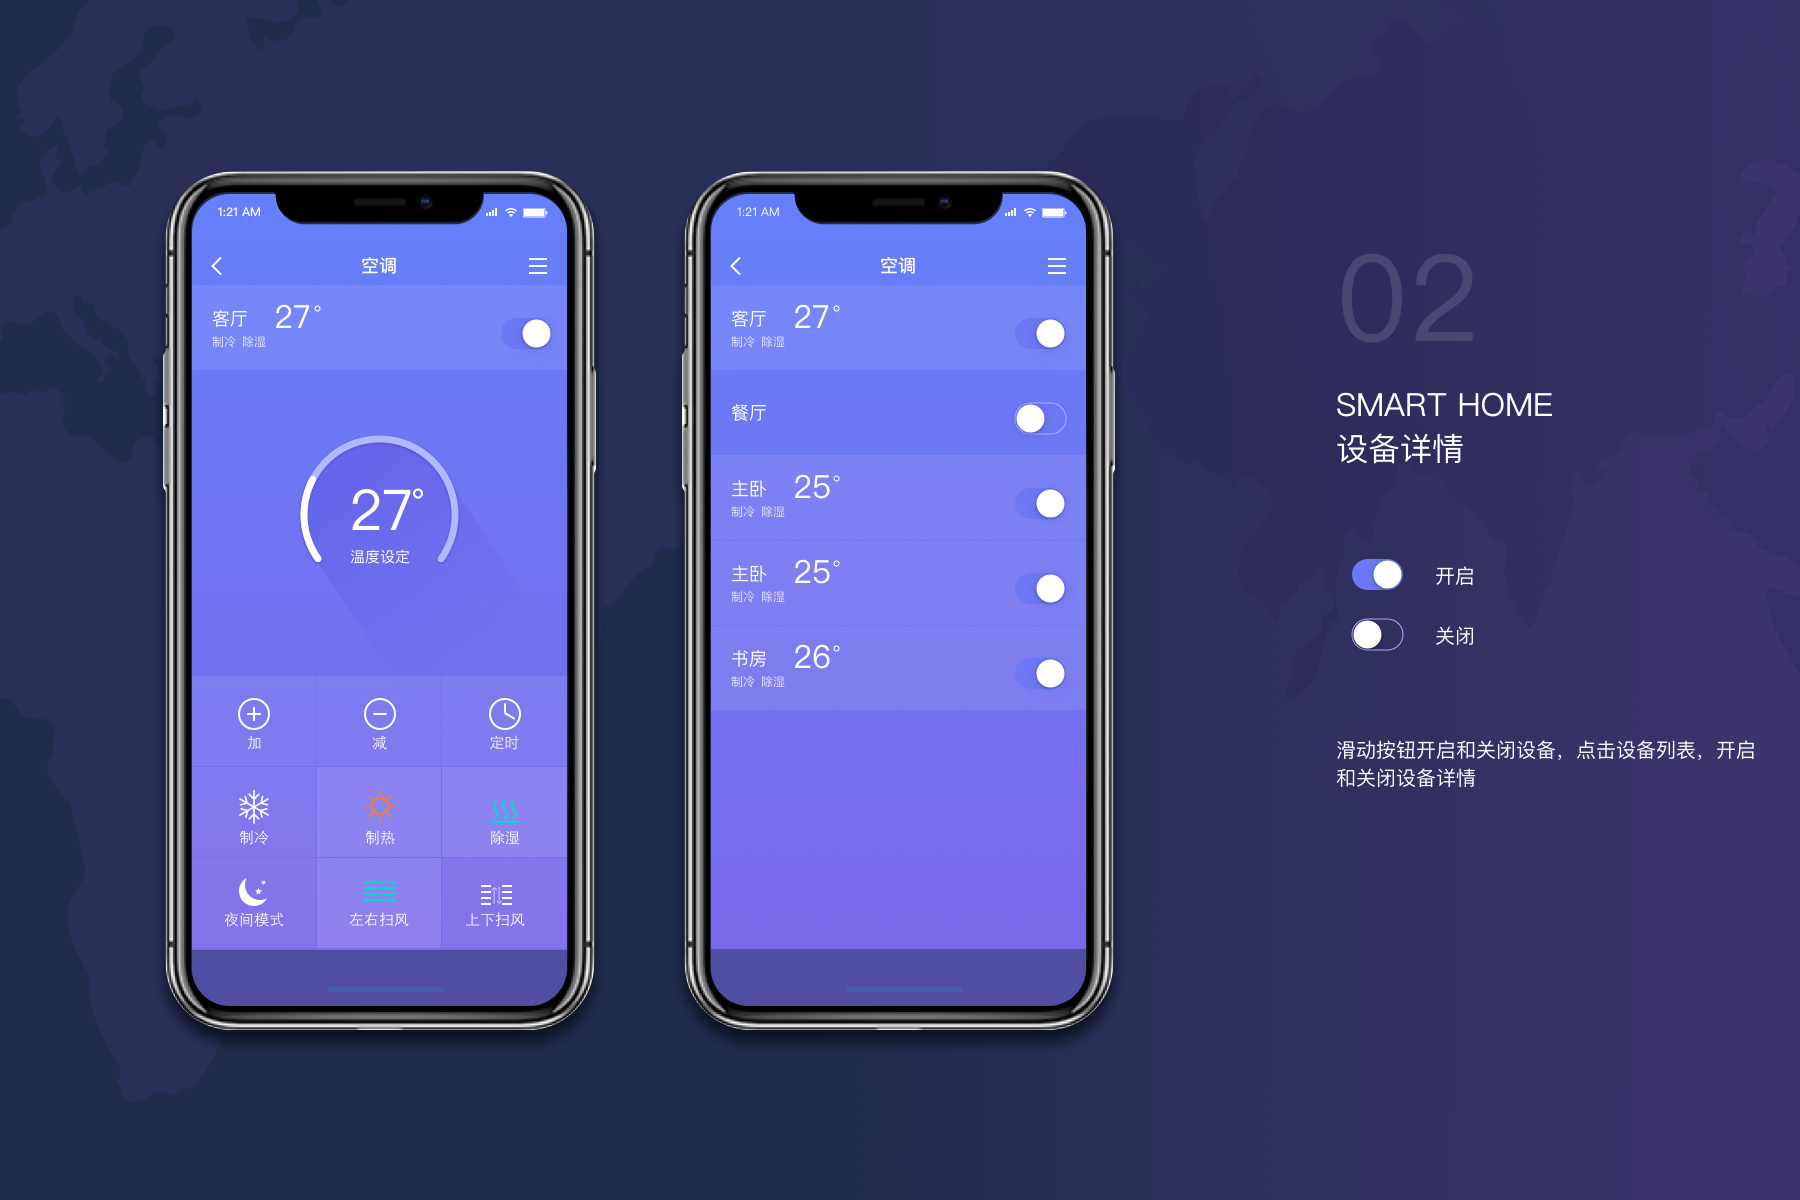 1:21 AM
空调
客厅 27°
制冷 除湿
27°
温度设定
加 减 定时
制冷 制热 除湿
夜间模式 左右扫风 上下扫风
1:21 AM
空调
客厅 27°
制冷 除湿
餐厅
主卧 25°
制冷 除湿
主卧 25°
制冷 除湿
书房 26°
制冷 除湿
02
SMART HOME
设备详情
开启
关闭
滑动按钮开启和关闭设备，点击设备列表，开启
和关闭设备详情